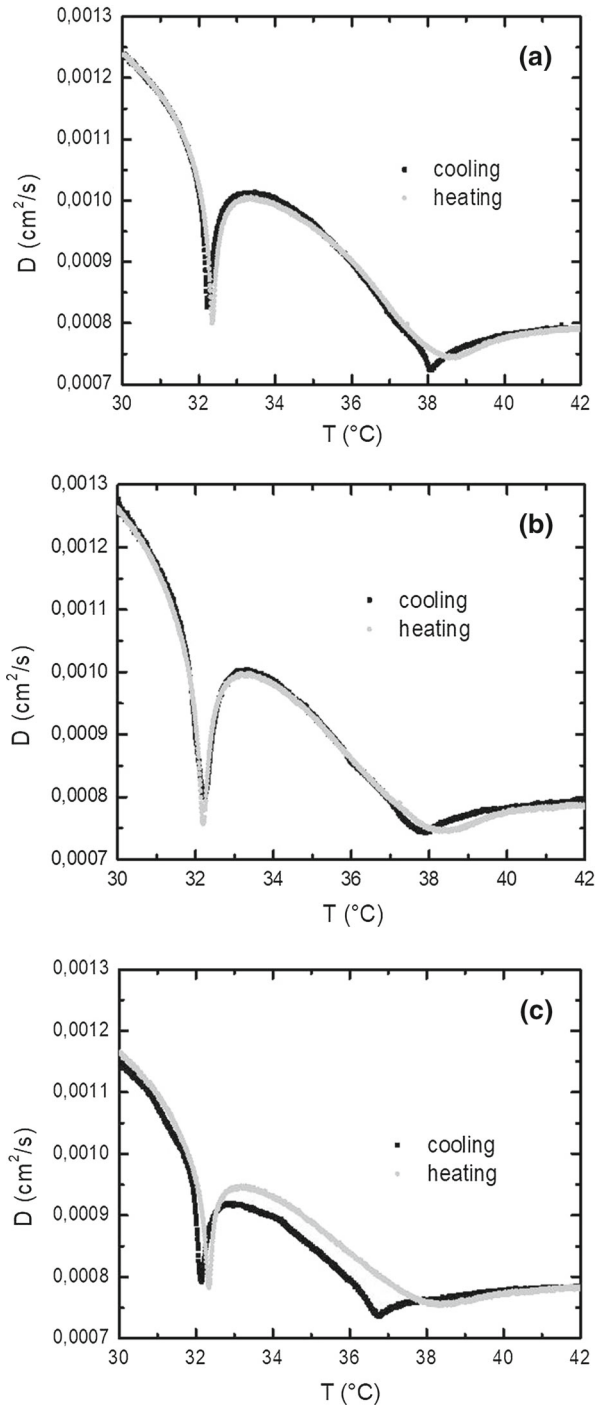 0,0013
(a)
0,0012
0,0011
cooling
0,0010
heating
D (cm²/s)
0,0009
0,0008
0,0007
30 32 34 36 38 40 42
T (°C)
0,0013
(b)
0,0012
0,0011
cooling
0,0010
heating
D (cm²/s)
0,0009
0,0008
0,0007
30 32 34 36 38 40 42
T (°C)
0,0013
(c)
0,0012
0,0011
cooling
0,0010
heating
D (cm²/s)
0,0009
0,0008
0,0007
30 32 34 36 38 40 42
T (°C)